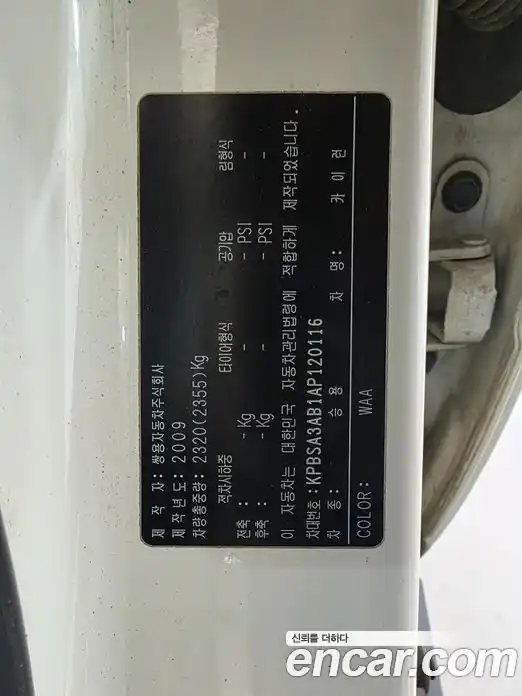 제 작 자: 쌍용자동차주식회사
제작년도: 2009
차량총중량: 2320(2355)Kg
적차시하중 타이어형식 공기압 림형식
전축: -Kg - -PSI -
후축: -Kg - -PSI -
이 자동차는 대한민국 자동차관리법령에 적합하게 제작되었습니다.
차대번호: KPBSA3AB1AP120116
차 종: 승용 차 명: 카 이 런
COLOR: WAA
신뢰를 더하다
encar.com